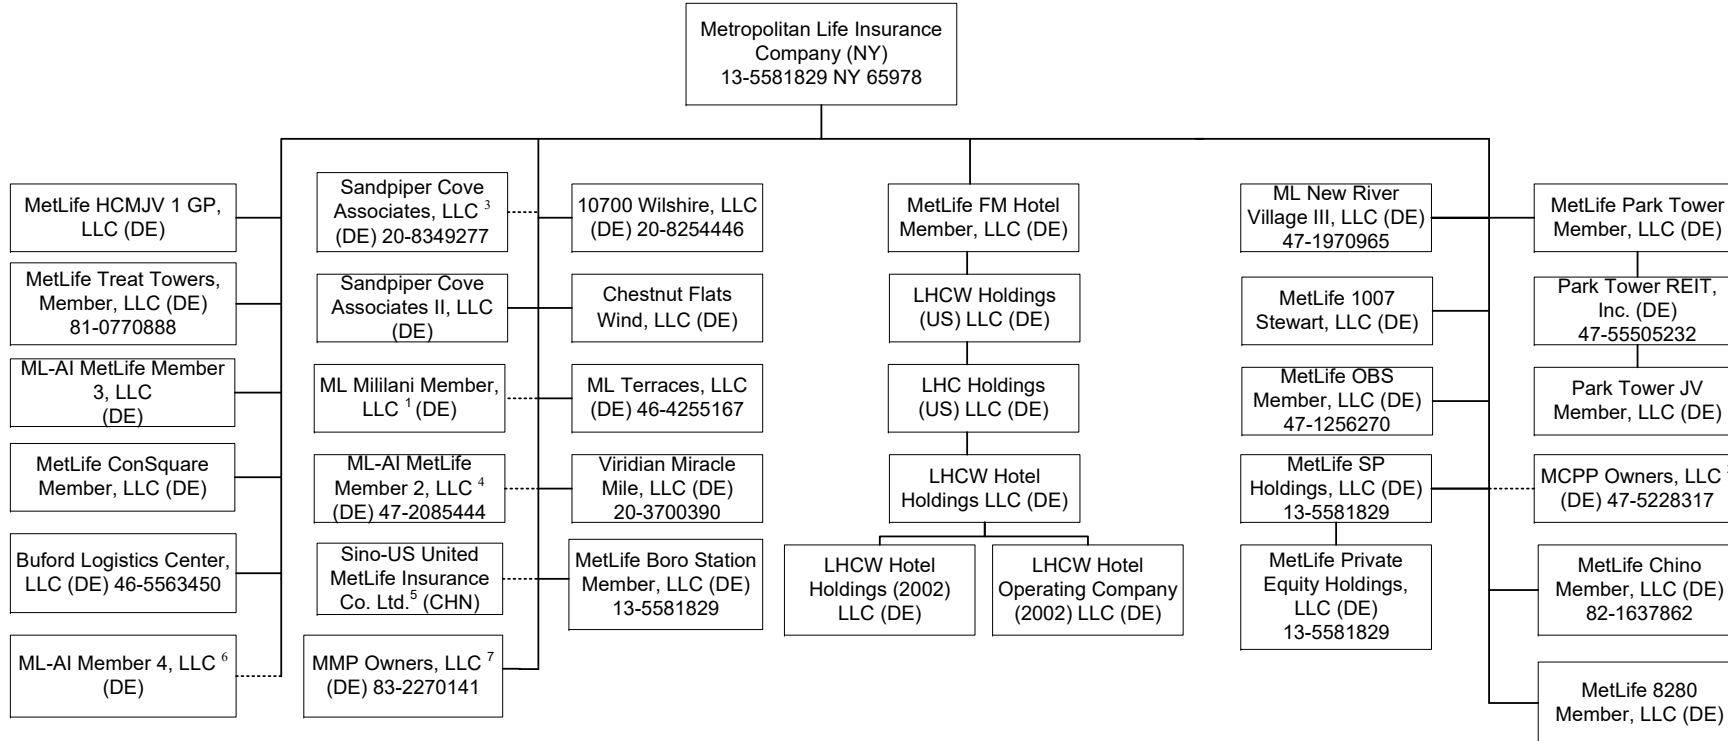 Metropolitan Life Insurance
Company (NY)
13-5581829 NY 65978
MetLife HCMJV 1 GP,
LLC (DE)
MetLife Treat Towers,
Member, LLC (DE)
81-0770888
ML-AI MetLife Member
3, LLC
(DE)
MetLife ConSquare
Member, LLC (DE)
Buford Logistics Center,
LLC (DE) 46-5563450
ML-AI Member 4, LLC 6
(DE)
Sandpiper Cove
Associates, LLC 3
(DE) 20-8349277
Sandpiper Cove
Associates II, LLC
(DE)
ML Mililani Member,
LLC 1 (DE)
ML-AI MetLife
Member 2, LLC 4
(DE) 47-2085444
Sino-US United
MetLife Insurance
Co. Ltd.5 (CHN)
MMP Owners, LLC 7
(DE) 83-2270141
10700 Wilshire, LLC
(DE) 20-8254446
Chestnut Flats
Wind, LLC (DE)
ML Terraces, LLC
(DE) 46-4255167
Viridian Miracle
Mile, LLC (DE)
20-3700390
MetLife Boro Station
Member, LLC (DE)
13-5581829
MetLife FM Hotel
Member, LLC (DE)
LHCW Holdings
(US) LLC (DE)
LHC Holdings
(US) LLC (DE)
LHCW Hotel
Holdings LLC (DE)
LHCW Hotel
Holdings (2002)
LLC (DE)
LHCW Hotel
Operating Company
(2002) LLC (DE)
ML New River
Village III, LLC (DE)
47-1970965
MetLife 1007
Stewart, LLC (DE)
MetLife OBS
Member, LLC (DE)
47-1256270
MetLife SP
Holdings, LLC (DE)
13-5581829
MetLife Private
Equity Holdings,
LLC (DE)
13-5581829
MetLife Park Tower
Member, LLC (DE)
Park Tower REIT,
Inc. (DE)
47-55505232
Park Tower JV
Member, LLC (DE)
MCPP Owners, LLC
(DE) 47-5228317
MetLife Chino
Member, LLC (DE)
82-1637862
MetLife 8280
Member, LLC (DE)